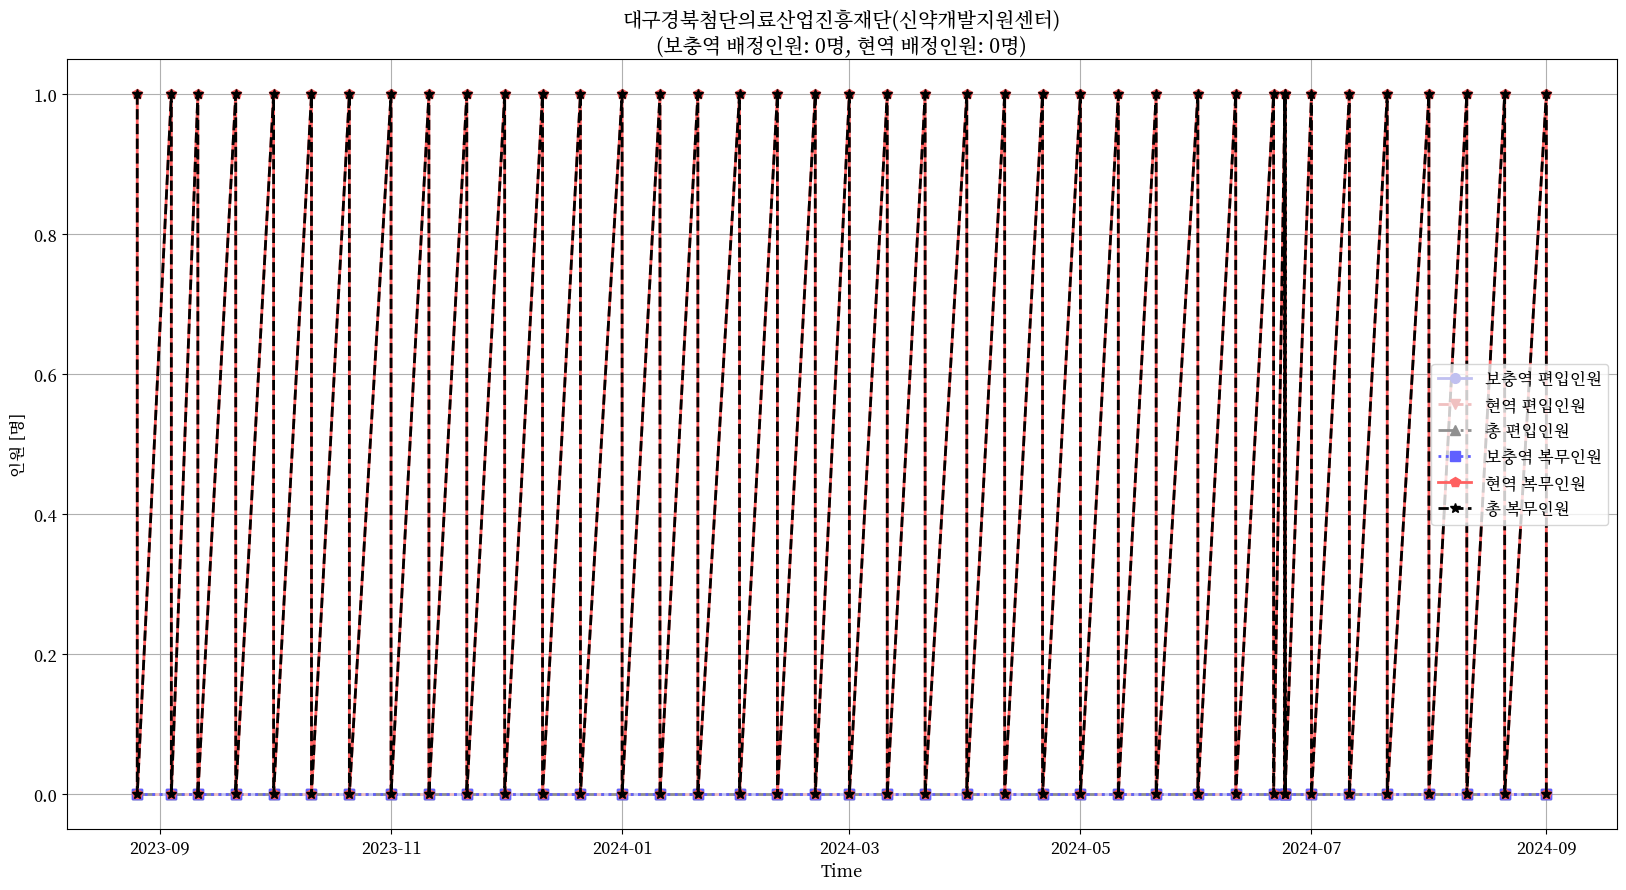 대구경북첨단의료산업진흥재단(신약개발지원센터)
(보충역 배정인원: 0명, 현역 배정인원: 0명)
1.0
0.8
0.6
0.4
0.2
0.0
인원 [명]
보충역 편입인원
현역 편입인원
총 편입인원
보충역 복무인원
현역 복무인원
총 복무인원
2023-09
2023-11
2024-01
2024-03
2024-05
2024-07
2024-09
Time